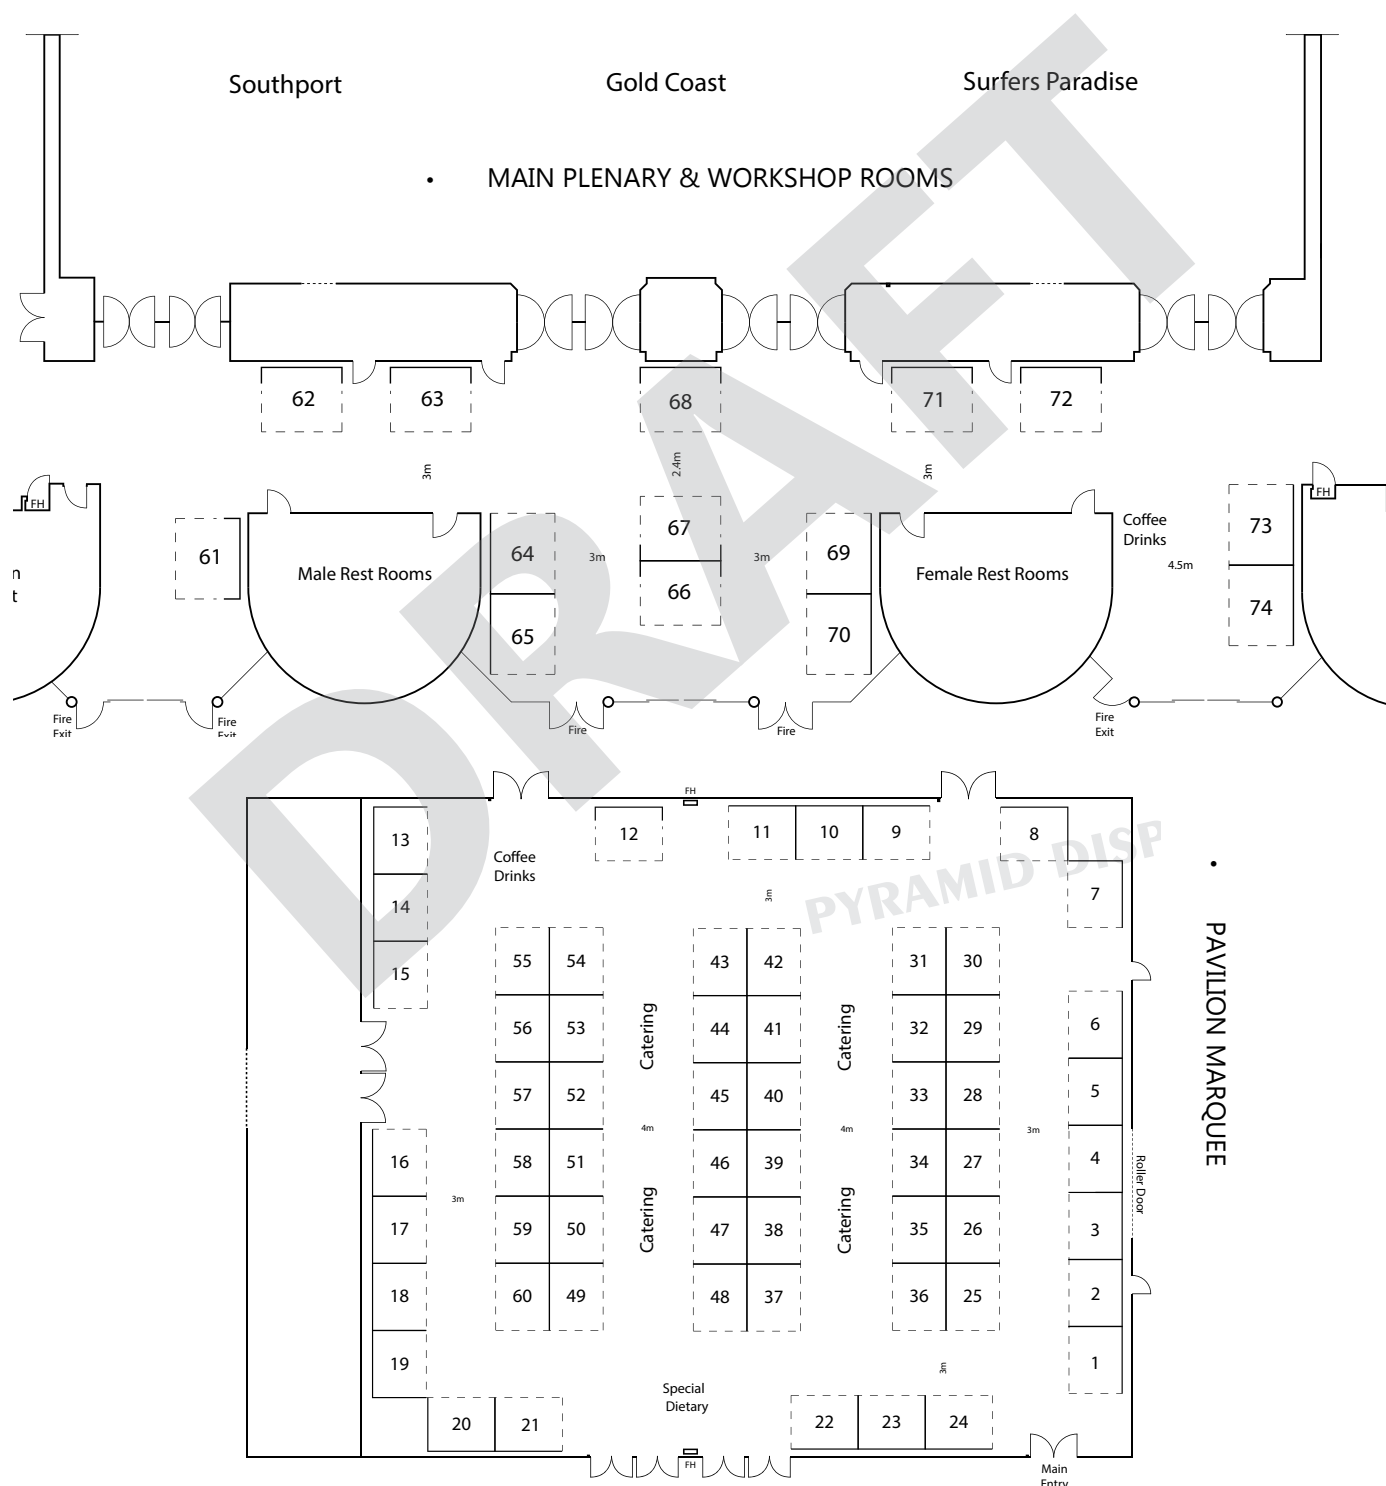 Southport Gold Coast Surfers Paradise
• MAIN PLENARY & WORKSHOP ROOMS
62 63 68 71 72
3m 2.4m 3m
FH FH
61 Male Rest Rooms 64 3m 67 3m 69 Female Rest Rooms Coffee 73
Drinks
4.5m
n
t
65 66 70 74
Fire
Exit
Fire
Exit
Fire
Fire
Fire
Exit
DRAFT
FH
13 12 11 10 9 8
Coffee
Drinks
3m
PYRAMID DISP
7
14
15
55 54 43 42 31 30
56 53 Catering 44 41 Catering 32 29 6
57 52 45 40 33 28 5
4m 4m 3m
16 58 51 46 39 34 27 4
Roller Door
3m
17 59 50 Catering 47 38 Catering 35 26 3
18 60 49 48 37 36 25 2
19 3m 1
Special
Dietary
20 21 22 23 24
FH
Main
Entry
• PAVILION MARQUEE